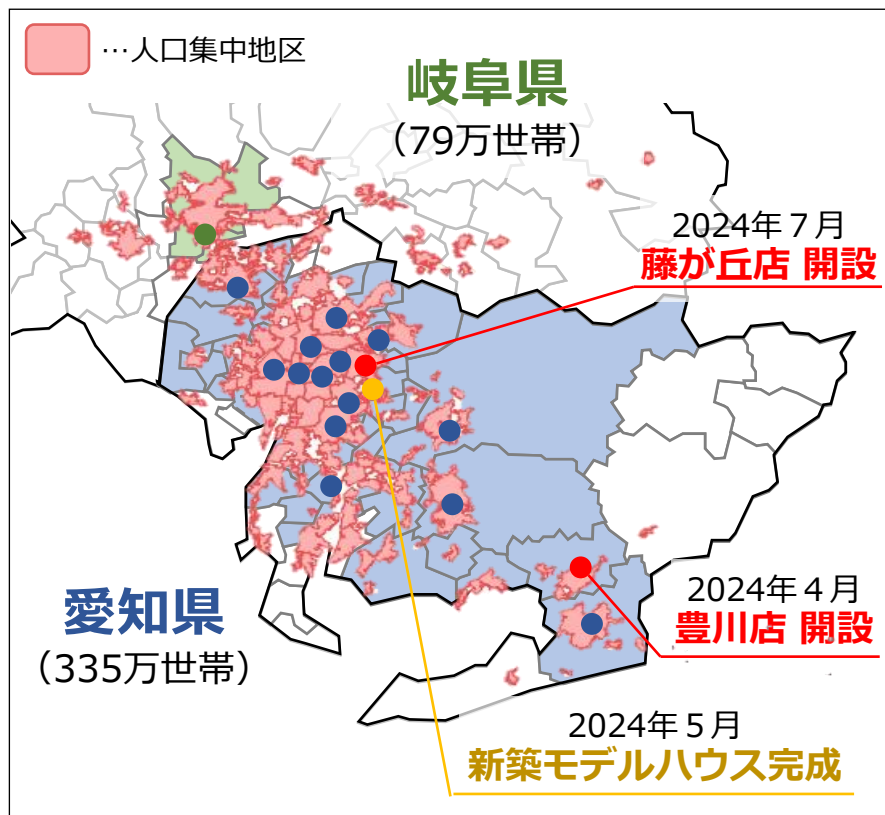 …人口集中地区
岐阜県
（79万世帯）
2024年７月
藤が丘店 開設
愛知県
（335万世帯）
2024年４月
豊川店 開設
2024年５月
新築モデルハウス完成